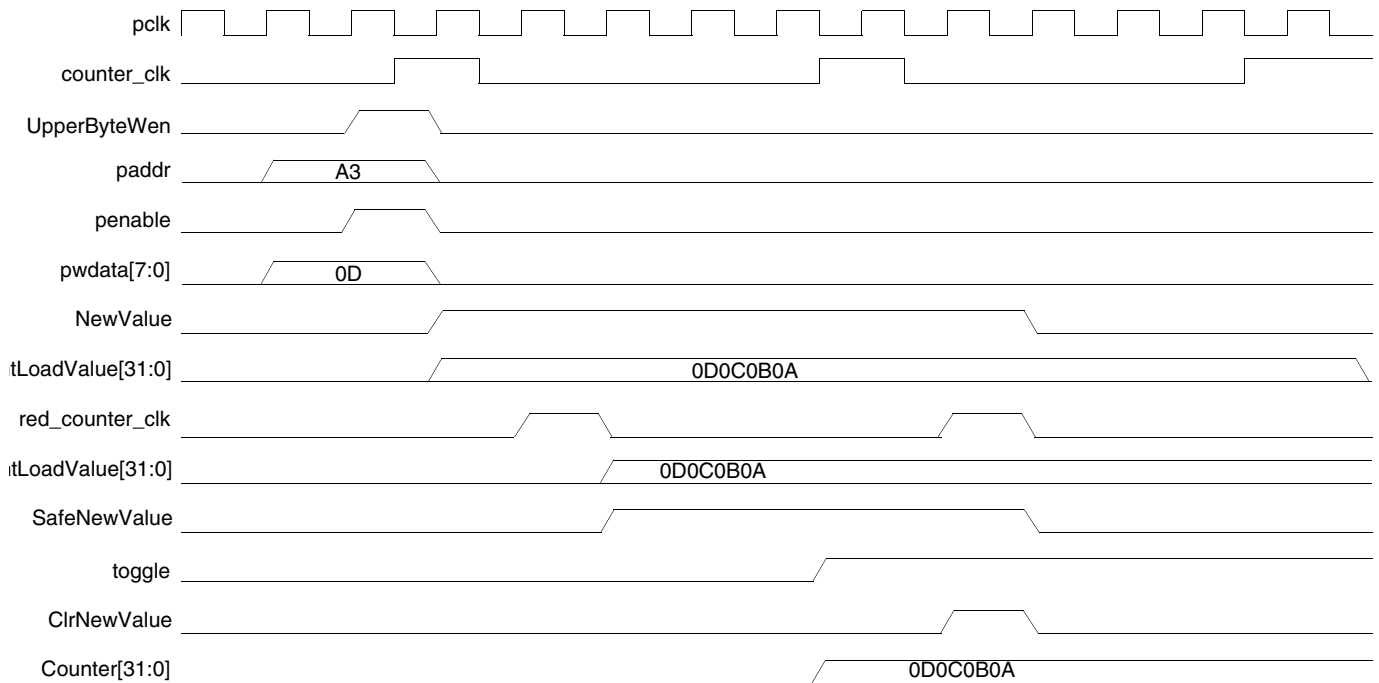 pclk
counter_clk
UpperByteWen
paddr A3
penable
pwdata[7:0] 0D
NewValue
tLoadValue[31:0] 0D0C0B0A
red_counter_clk
tLoadValue[31:0] 0D0C0B0A
SafeNewValue
toggle
ClrNewValue
Counter[31:0] 0D0C0B0A